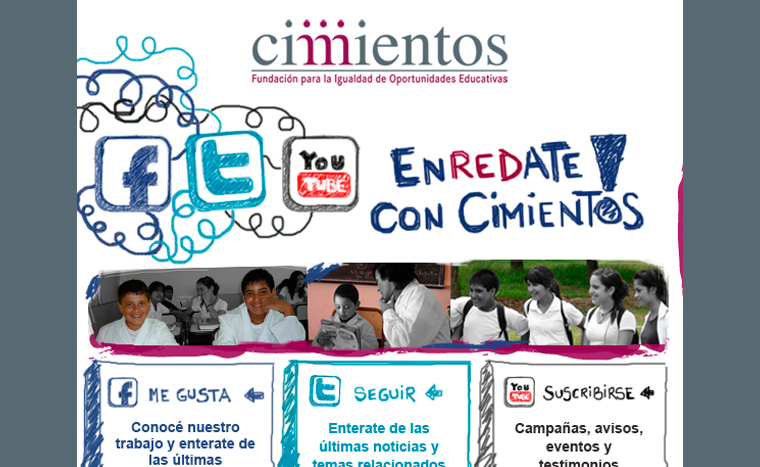 cimientos
Fundación para la Igualdad de Oportunidades Educativas
f t You
Tube
ENREDATE!
CON CIMIENTOS
f ME GUSTA
t SEGUIR
You
Tube SUSCRIBIRSE
Conocé nuestro
trabajo y enterate de
las últimas
Enterate de las
últimas noticias y
temas relacionados
Campañas, avisos,
eventos y
testimonios